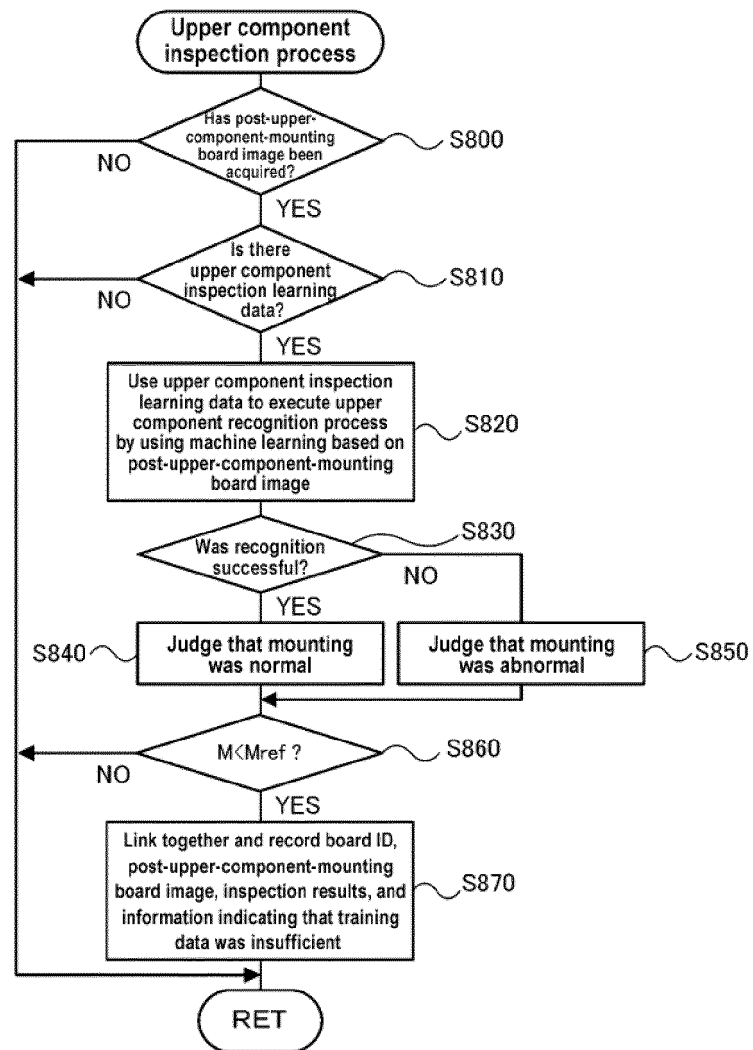 Upper component
inspection process
Has post-upper-
component-mounting
board image been
acquired?
S800
NO
YES
Is there
upper component
inspection learning
data?
S810
NO
YES
Use upper component inspection
learning data to execute upper
component recognition process
by using machine learning based on
post-upper-component-mounting
board image
S820
S830
Was recognition
successful?
NO
YES
S840
Judge that mounting
was normal
Judge that mounting
was abnormal
S850
M<Mref ?
S860
NO
YES
Link together and record board ID,
post-upper-component-mounting
board image, inspection results, and
information indicating that training
data was insufficient
S870
RET